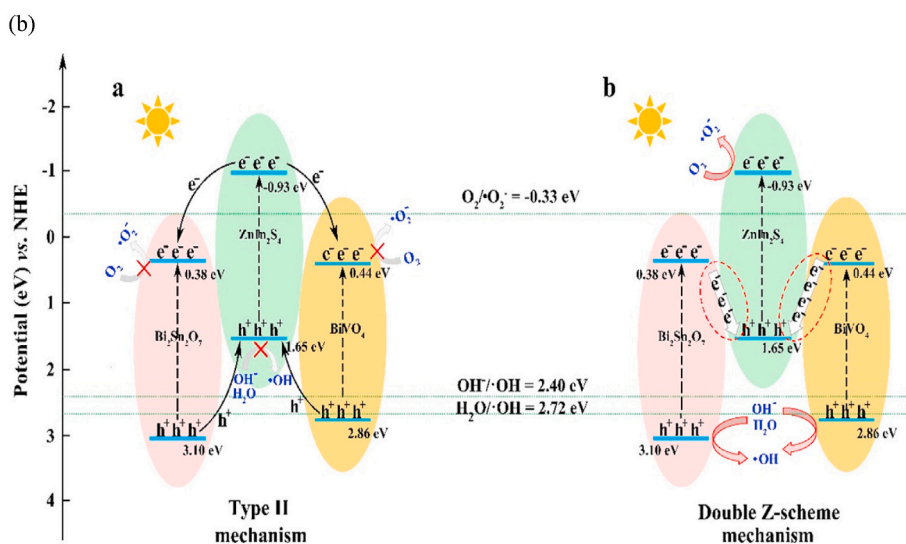 (b)
Potential (eV) vs. NHE
-2
-1
0
1
2
3
4
a
e⁻ e⁻ e⁻
-0.93 eV
e⁻
e⁻
ZnIn₂S₄
•O₂⁻
O₂
e⁻ e⁻ e⁻
0.38 eV
Bi₂Sn₂O₇
•O₂⁻
O₂
e⁻ e⁻ e⁻
0.44 eV
BiVO₄
h⁺ h⁺ h⁺
1.65 eV
OH⁻
H₂O
•OH
h⁺
h⁺
h⁺ h⁺ h⁺
3.10 eV
h⁺ h⁺ h⁺
2.86 eV
Type II
mechanism
O₂/•O₂⁻ = -0.33 eV
OH⁻/•OH = 2.40 eV
H₂O/•OH = 2.72 eV
b
•O₂⁻
O₂
e⁻ e⁻ e⁻
-0.93 eV
ZnIn₂S₄
e⁻ e⁻ e⁻
0.38 eV
Bi₂Sn₂O₇
e⁻ e⁻ e⁻
e⁻ e⁻ e⁻
0.44 eV
BiVO₄
e⁻ e⁻ e⁻
h⁺ h⁺ h⁺
1.65 eV
h⁺ h⁺ h⁺
3.10 eV
OH⁻
H₂O
•OH
h⁺ h⁺ h⁺
2.86 eV
Double Z-scheme
mechanism